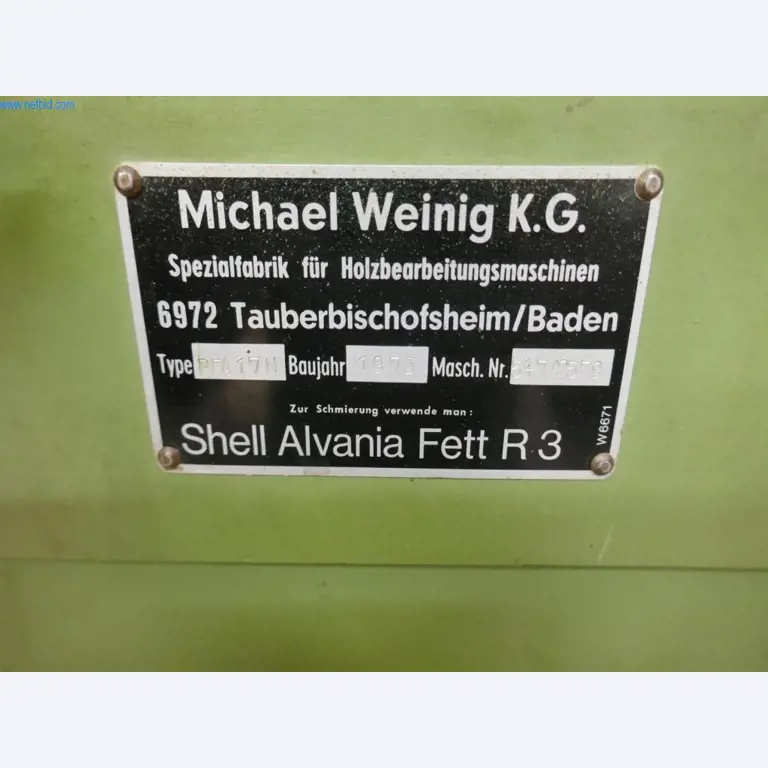 www.netbid.com
Michael Weinig K.G.
Spezialfabrik für Holzbearbeitungsmaschinen
6972 Tauberbischofsheim/Baden
Type Baujahr Masch. Nr.
Zur Schmierung verwende man:
Shell Alvania Fett R 3
W6671